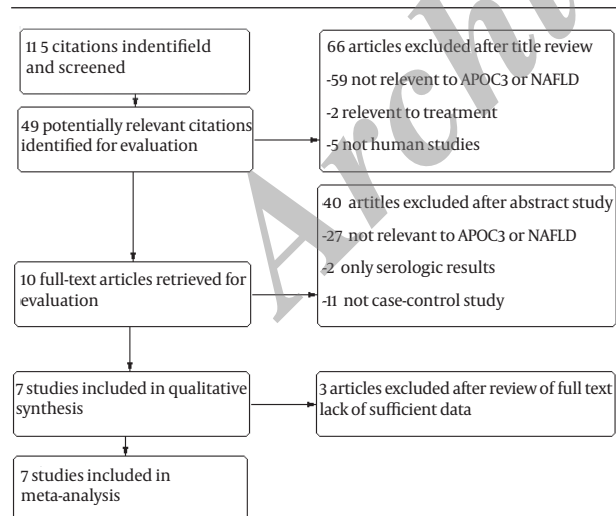 11 5 citations indentifield
and screened
66 articles excluded after title review
-59 not relevent to APOC3 or NAFLD
-2 relevent to treatment
-5 not human studies
49 potentially relevant citations
identified for evaluation
40 artitles excluded after abstract study
-27 not relevant to APOC3 or NAFLD
-2 only serologic results
-11 not case-control study
10 full-text articles retrieved for
evaluation
7 studies included in qualitative
synthesis
3 articles excluded after review of full text
lack of sufficient data
7 studies included in
meta-analysis
Archi